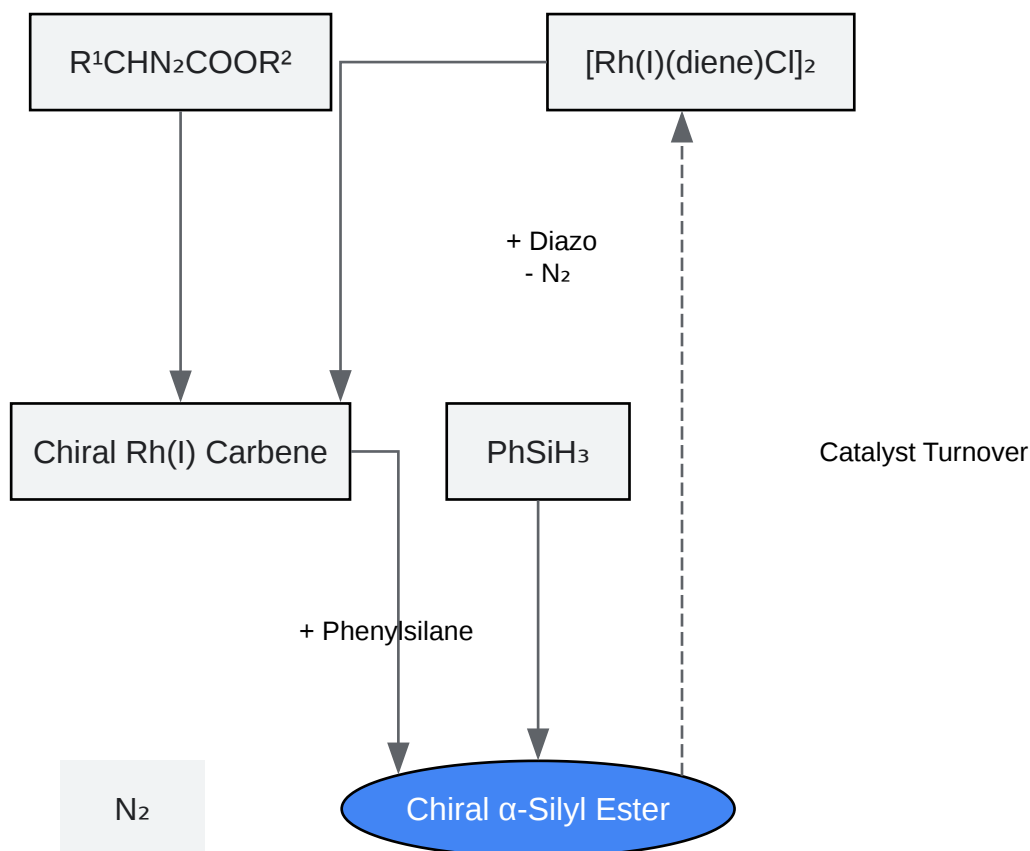 R¹CHN₂COOR²
[Rh(I)(diene)Cl]₂
+ Diazo
- N₂
Chiral Rh(I) Carbene
PhSiH₃
Catalyst Turnover
+ Phenylsilane
N₂
Chiral α-Silyl Ester